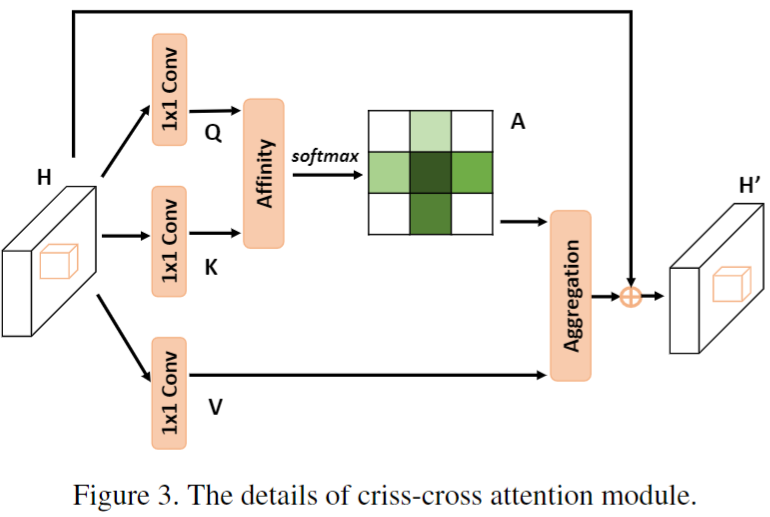 1x1 Conv
Q
softmax
A
H
Affinity
H'
1x1 Conv
K
Aggregation
1x1 Conv
V
Figure 3. The details of criss-cross attention module.